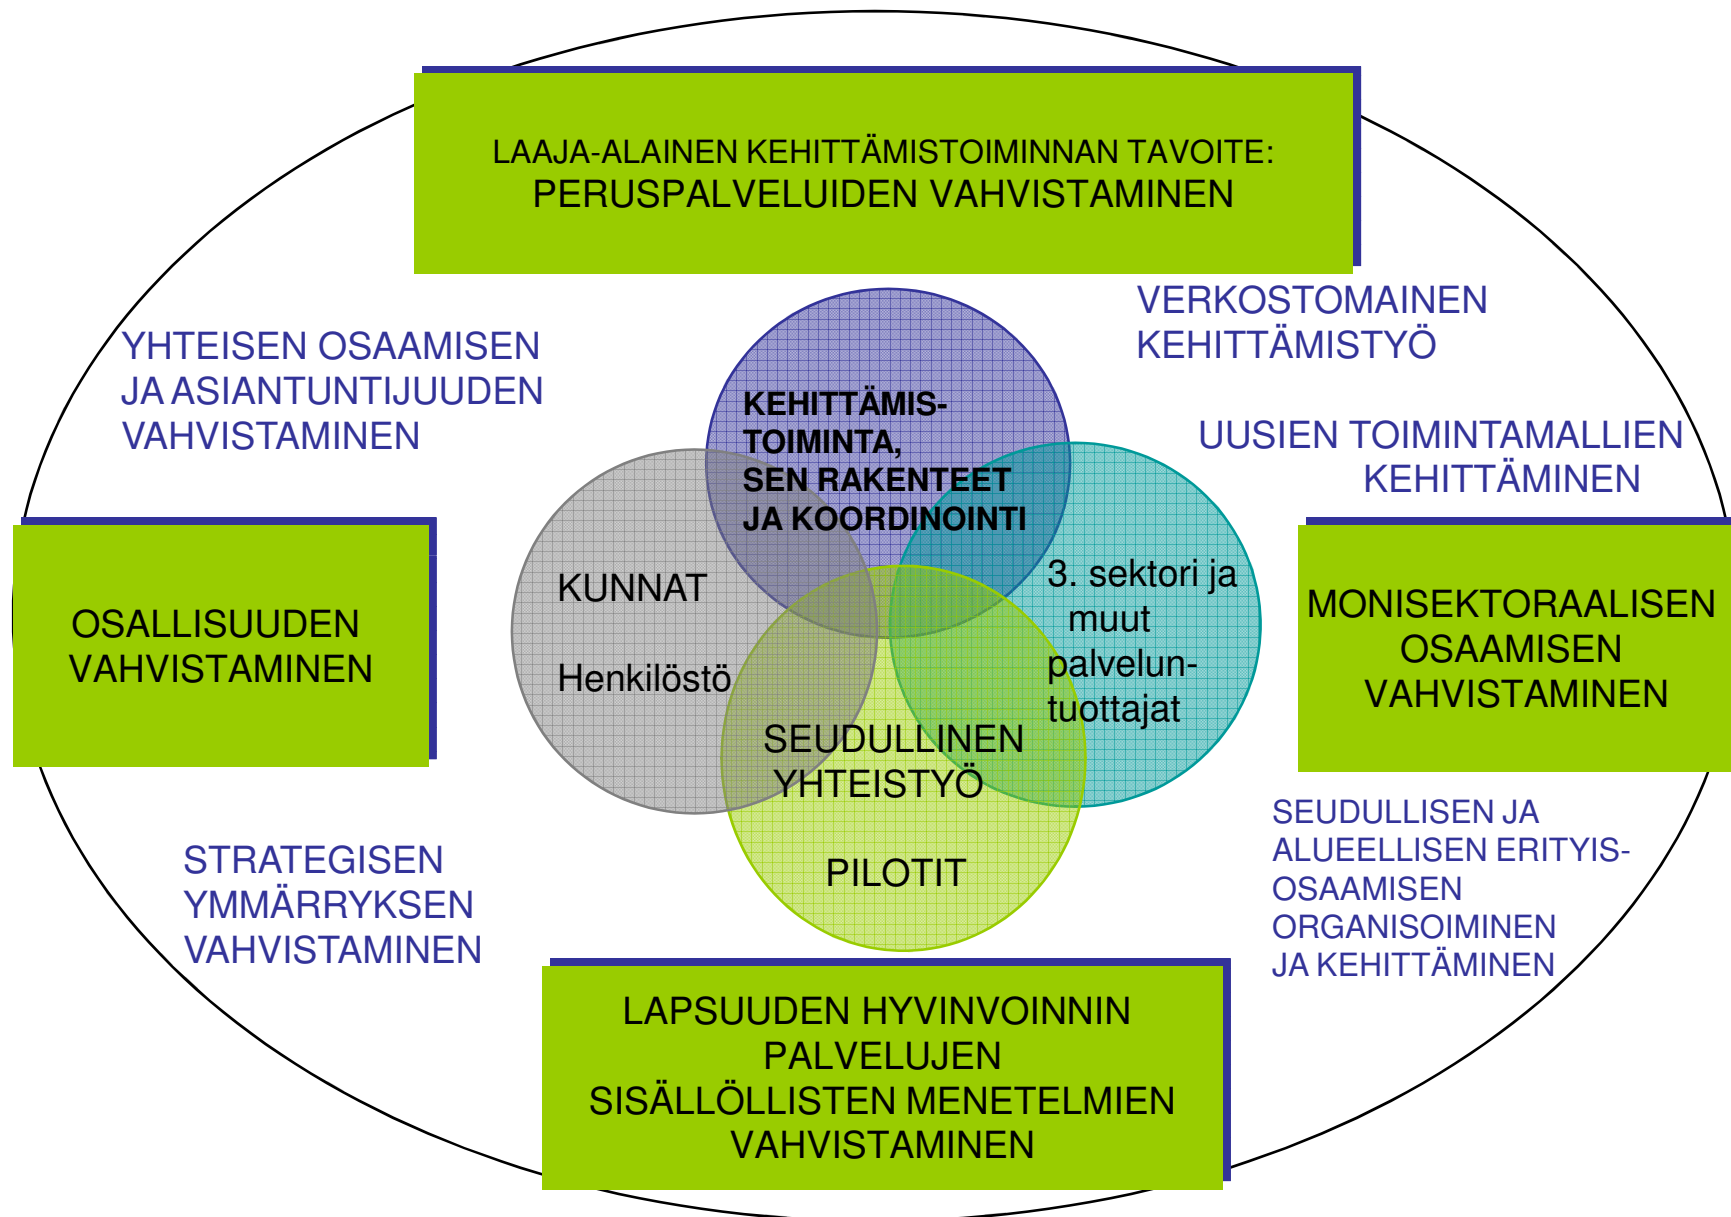 LAAJA-ALAINEN KEHITTÄMISTOIMINNAN TAVOITE:
PERUSPALVELUIDEN VAHVISTAMINEN
YHTEISEN OSAAMISEN
JA ASIANTUNTIJUUDEN
VAHVISTAMINEN
VERKOSTOMAINEN
KEHITTÄMISTYÖ
UUSIEN TOIMINTAMALLIEN
KEHITTÄMINEN
KEHITTÄMIS-
TOIMINTA,
SEN RAKENTEET
JA KOORDINOINTI
KUNNAT
Henkilöstö
3. sektori ja
muut
palvelun-
tuottajat
SEUDULLINEN
YHTEISTYÖ
PILOTIT
OSALLISUUDEN
VAHVISTAMINEN
MONISEKTORAALISEN
OSAAMISEN
VAHVISTAMINEN
STRATEGISEN
YMMÄRRYKSEN
VAHVISTAMINEN
SEUDULLISEN JA
ALUEELLISEN ERITYIS-
OSAAMISEN
ORGANISOIMINEN
JA KEHITTÄMINEN
LAPSUUDEN HYVINVOINNIN
PALVELUJEN
SISÄLLÖLLISTEN MENETELMIEN
VAHVISTAMINEN